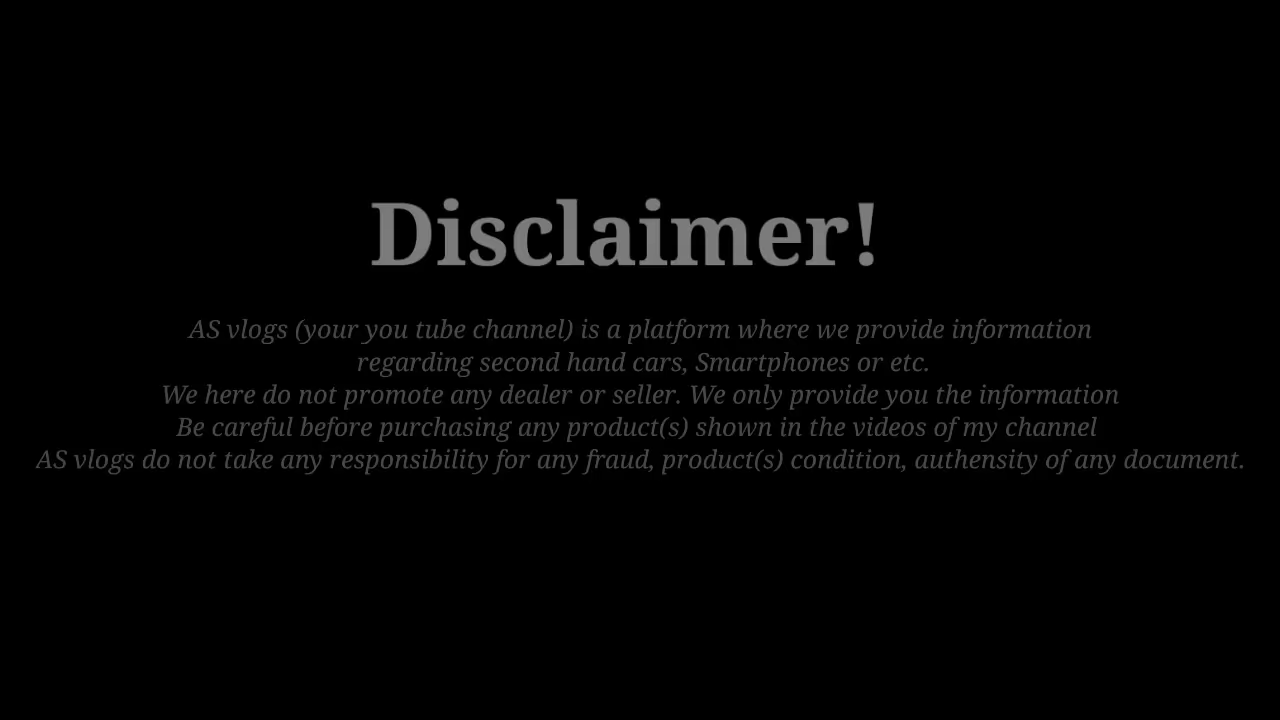 Disclaimer!
AS vlogs (your you tube channel) is a platform where we provide information
regarding second hand cars, Smartphones or etc.
We here do not promote any dealer or seller. We only provide you the information
Be careful before purchasing any product(s) shown in the videos of my channel
AS vlogs do not take any responsibility for any fraud, product(s) condition, authensity of any document.